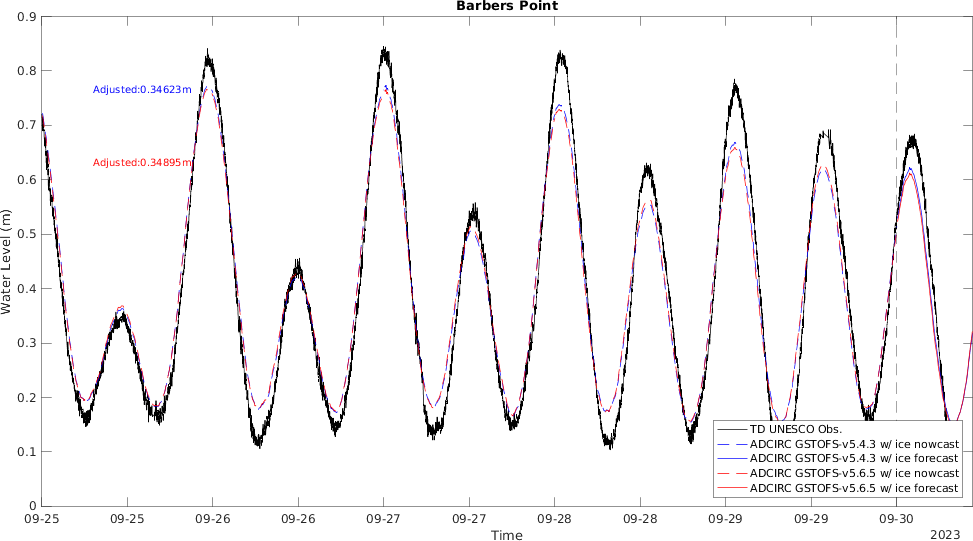 Barbers Point
0.9
0.8
0.7
0.6
0.5
0.4
0.3
0.2
0.1
0
Water Level (m)
Adjusted:0.34623m
Adjusted:0.34895m
TD UNESCO Obs.
ADCIRC GSTOFS-v5.4.3 w/ ice nowcast
ADCIRC GSTOFS-v5.4.3 w/ ice forecast
ADCIRC GSTOFS-v5.6.5 w/ ice nowcast
ADCIRC GSTOFS-v5.6.5 w/ ice forecast
09-25 09-25 09-26 09-26 09-27 09-27 09-28 09-28 09-29 09-29 09-30
Time
2023